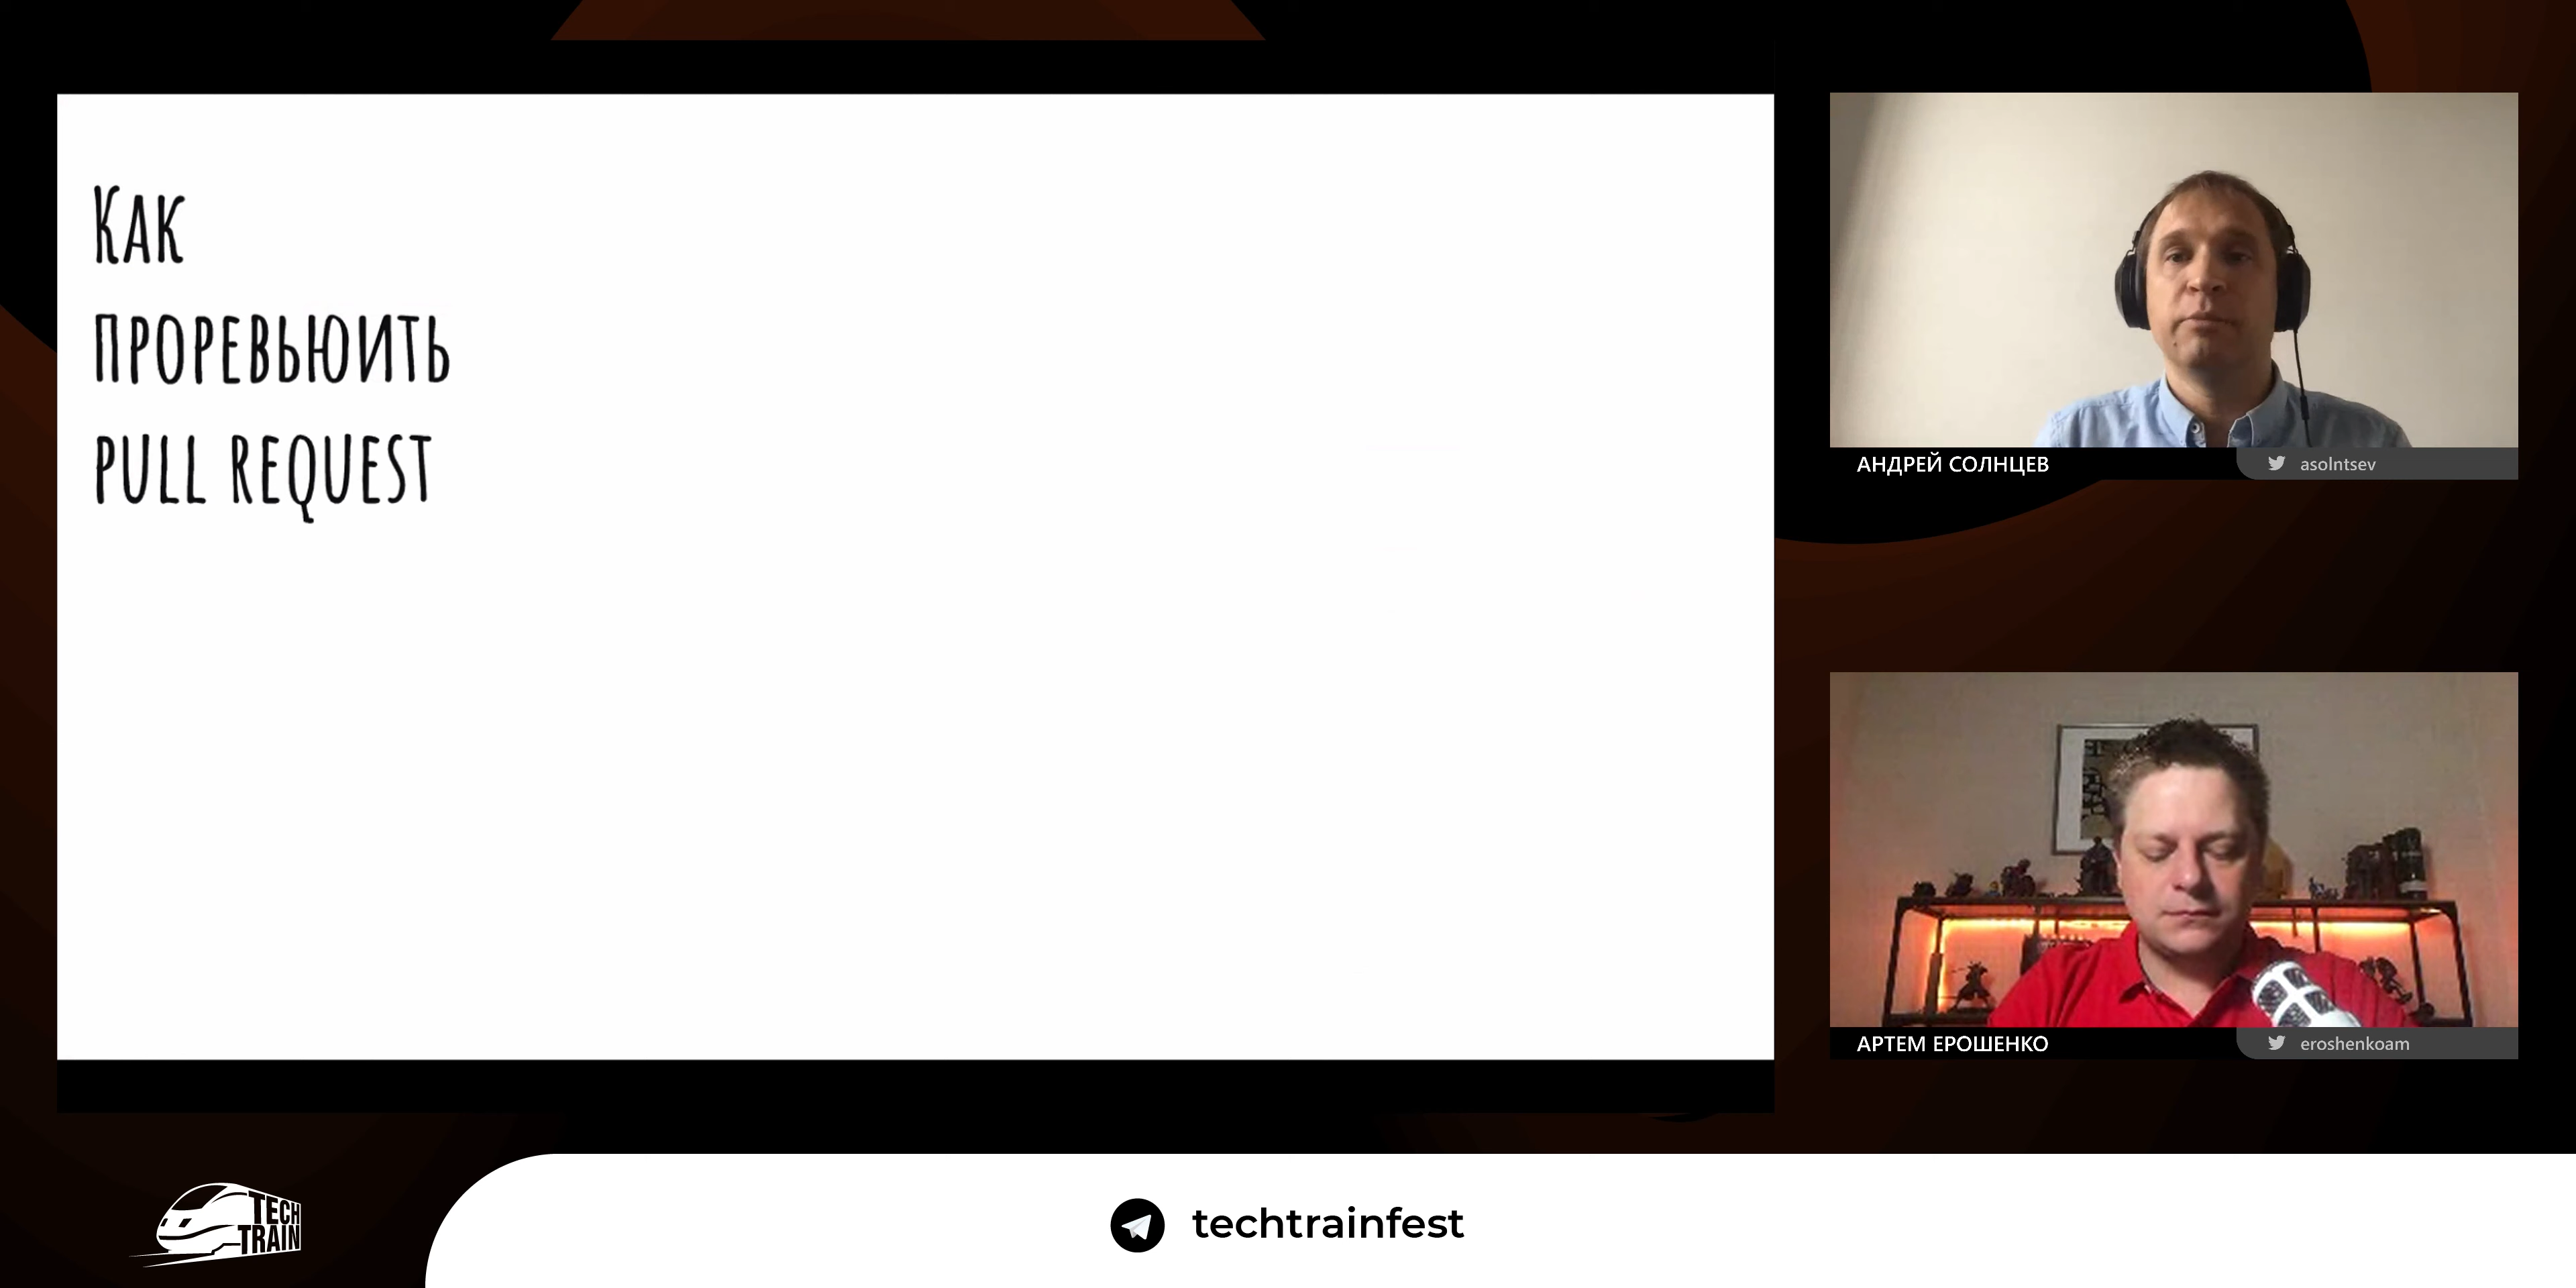 Как
проревьюить
pull request
АНДРЕЙ СОЛНЦЕВ
asolntsev
АРТЕМ ЕРОШЕНКО
eroshenkoam
TECH
TRAIN
techtrainfest